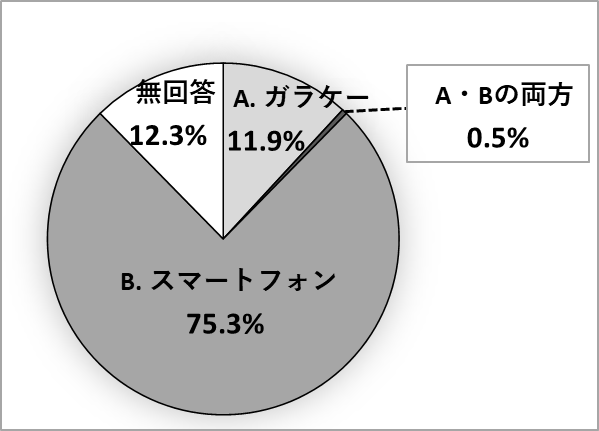 無回答
12.3%
A. ガラケー
11.9%
A・Bの両方
0.5%
B. スマートフォン
75.3%